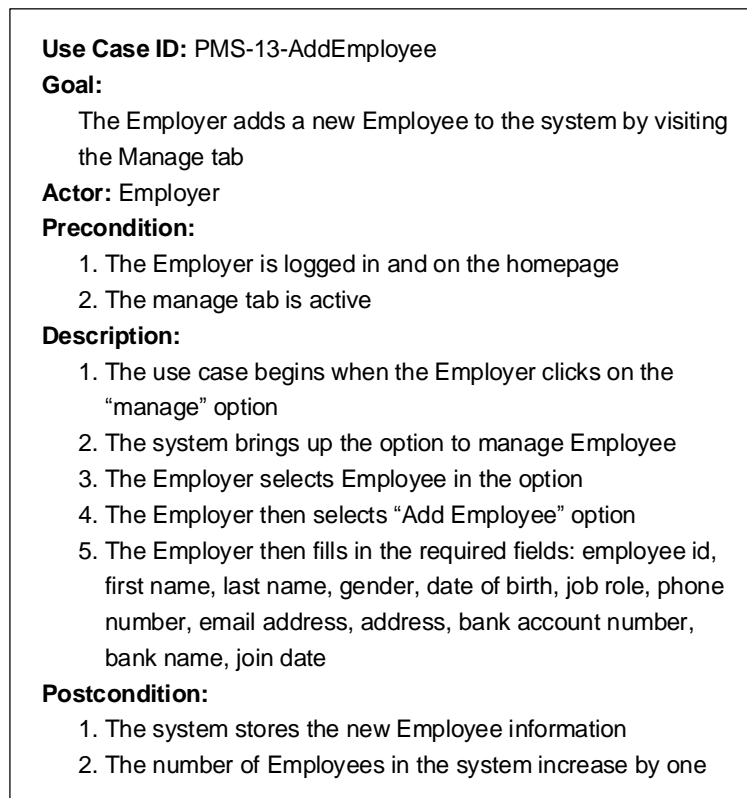 Use Case ID: PMS-13-AddEmployee
Goal:
The Employer adds a new Employee to the system by visiting
the Manage tab
Actor: Employer
Precondition:
1. The Employer is logged in and on the homepage
2. The manage tab is active
Description:
1. The use case begins when the Employer clicks on the
“manage” option
2. The system brings up the option to manage Employee
3. The Employer selects Employee in the option
4. The Employer then selects “Add Employee” option
5. The Employer then fills in the required fields: employee id,
first name, last name, gender, date of birth, job role, phone
number, email address, address, bank account number,
bank name, join date
Postcondition:
1. The system stores the new Employee information
2. The number of Employees in the system increase by one